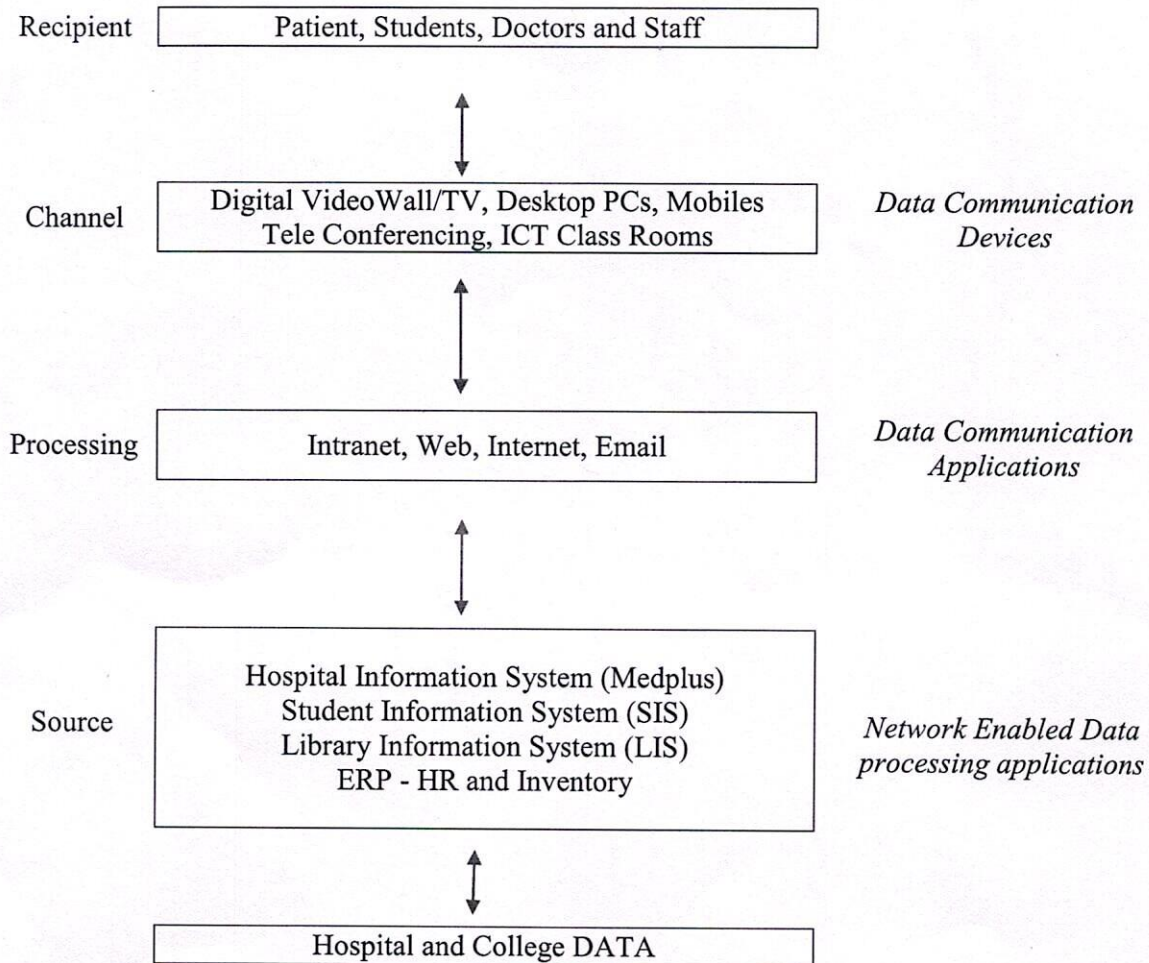 Recipient
Patient, Students, Doctors and Staff
Channel
Digital VideoWall/TV, Desktop PCs, Mobiles
Tele Conferencing, ICT Class Rooms
Data Communication
Devices
Processing
Intranet, Web, Internet, Email
Data Communication
Applications
Source
Hospital Information System (Medplus)
Student Information System (SIS)
Library Information System (LIS)
ERP - HR and Inventory
Network Enabled Data
processing applications
Hospital and College DATA